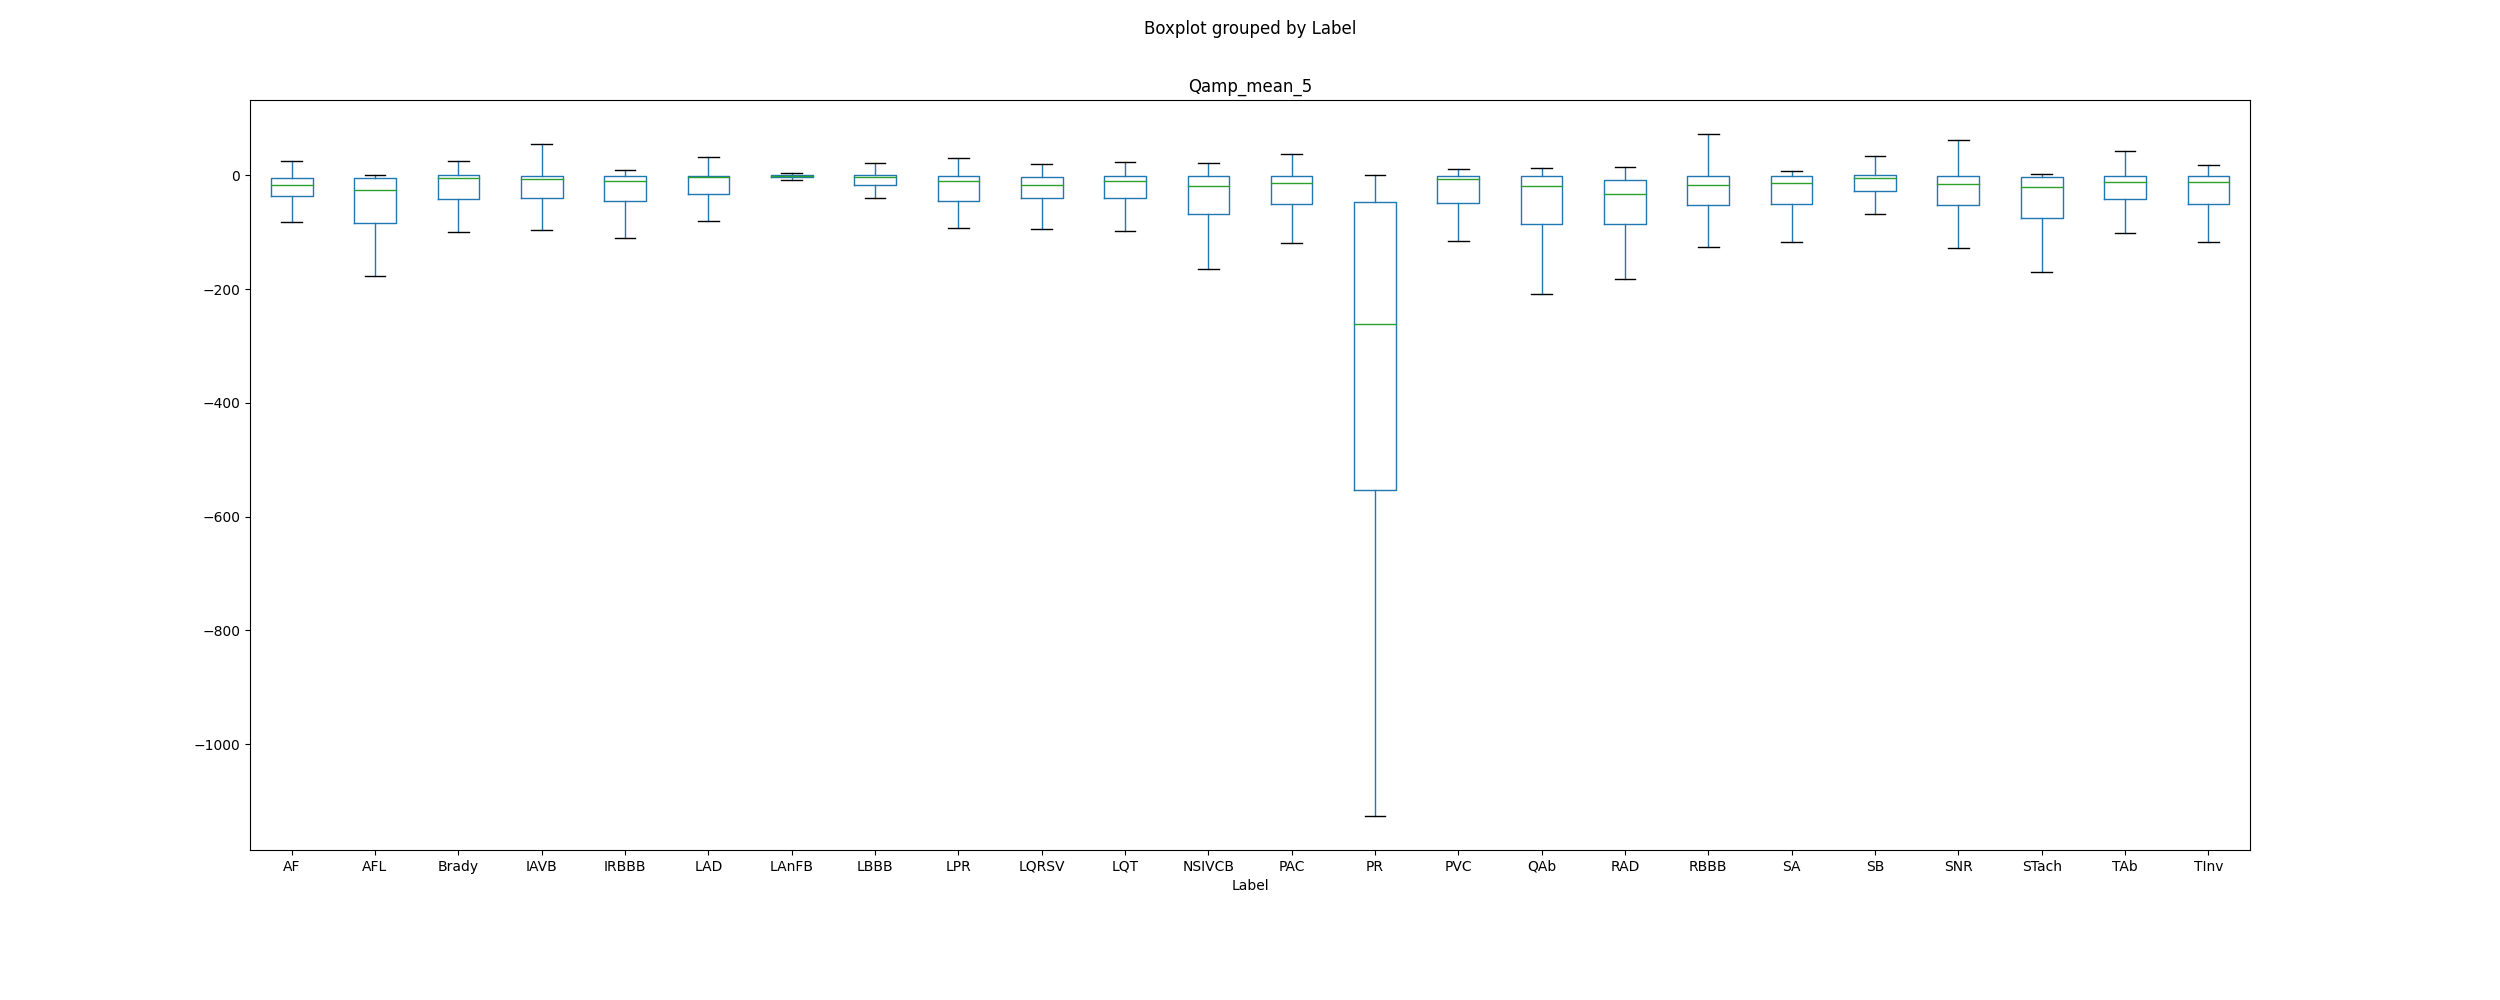 Boxplot grouped by Label
Qamp_mean_5
0
−200
−400
−600
−800
−1000
AF AFL Brady IAVB IRBBB LAD LAnFB LBBB LPR LQRSV LQT NSIVCB PAC PR PVC QAb RAD RBBB SA SB SNR STach TAb TInv
Label